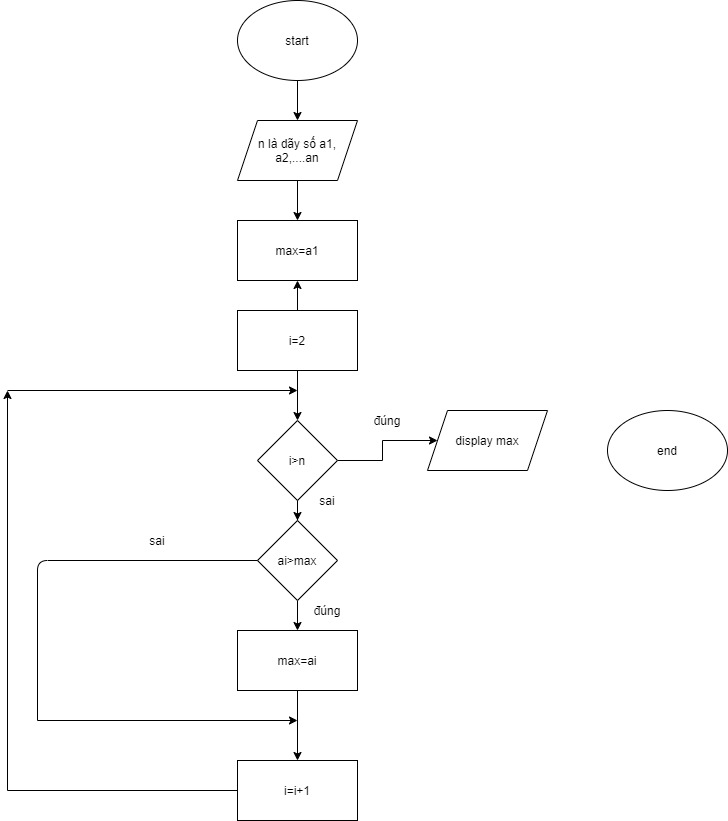 start
n là dãy số a1,
a2,....an
max=a1
i=2
đúng
i>n
display max
end
sai
sai
ai>max
đúng
max=ai
i=i+1